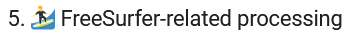 5. 🏄 FreeSurfer-related processing